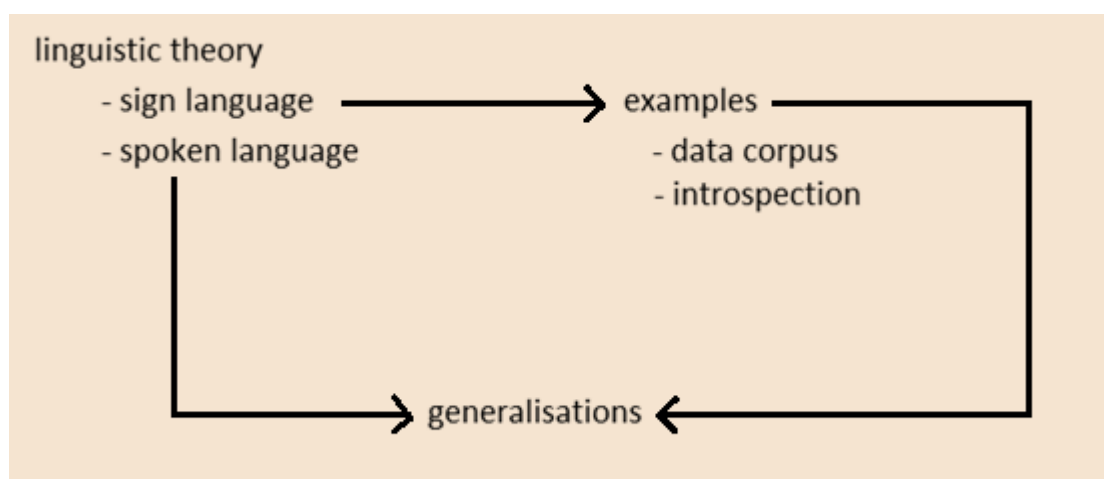 linguistic theory
- sign language
- spoken language
examples
- data corpus
- introspection
generalisations